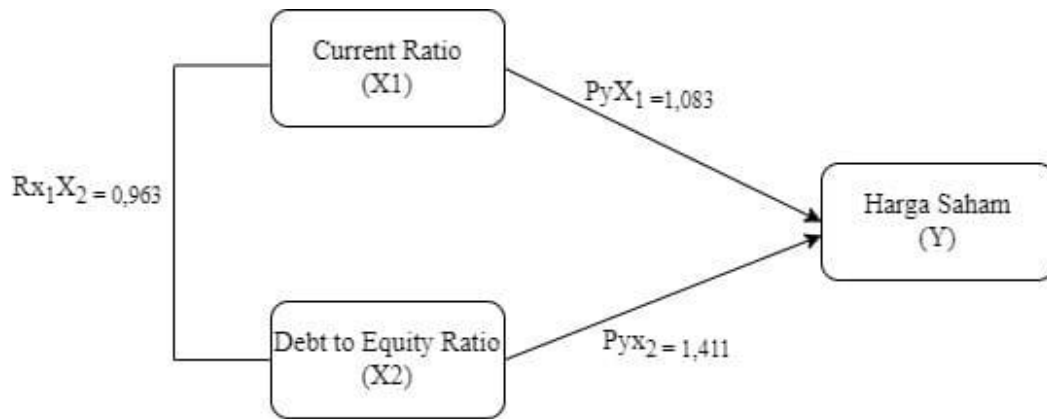 Current Ratio
(X1)
PyX₁ =1,083
Rx₁X₂ = 0,963
Harga Saham
(Y)
Debt to Equity Ratio
(X2)
Pyx₂ = 1,411